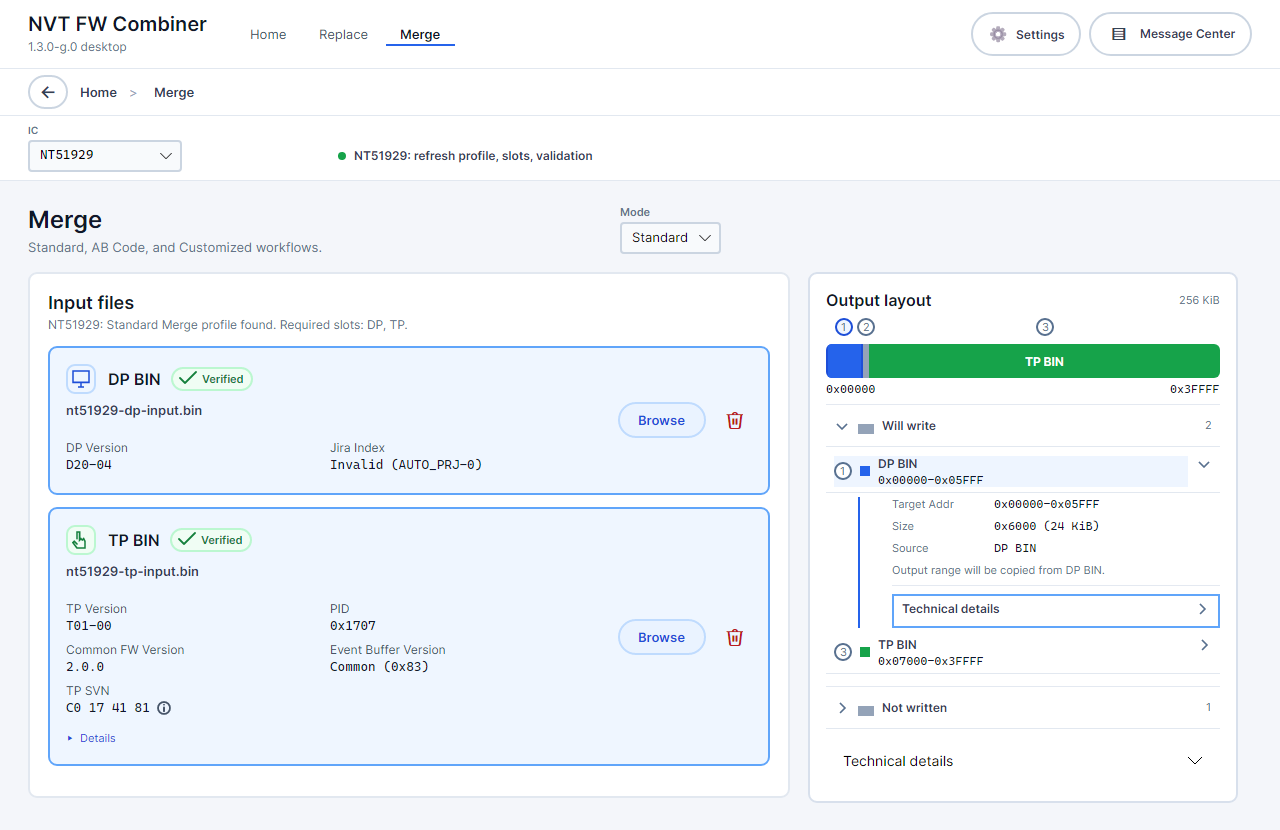 NVT FW Combiner
1.3.0-g.0 desktop
Home
Replace
Merge
Settings
Message Center
Home > Merge
IC
NT51929
NT51929: refresh profile, slots, validation
Merge
Standard, AB Code, and Customized workflows.
Mode
Standard
Input files
NT51929: Standard Merge profile found. Required slots: DP, TP.
DP BIN
Verified
nt51929-dp-input.bin
Browse
DP Version
D20-04
Jira Index
Invalid (AUTO_PRJ-0)
TP BIN
Verified
nt51929-tp-input.bin
TP Version
T01-00
PID
0x1707
Browse
Common FW Version
2.0.0
Event Buffer Version
Common (0x83)
TP SVN
C0 17 41 81
Details
Output layout
256 KiB
1 2 3
TP BIN
0x00000
0x3FFFF
Will write
2
1
DP BIN
0x00000-0x05FFF
Target Addr
0x00000-0x05FFF
Size
0x6000 (24 KiB)
Source
DP BIN
Output range will be copied from DP BIN.
Technical details
3
TP BIN
0x07000-0x3FFFF
Not written
1
Technical details